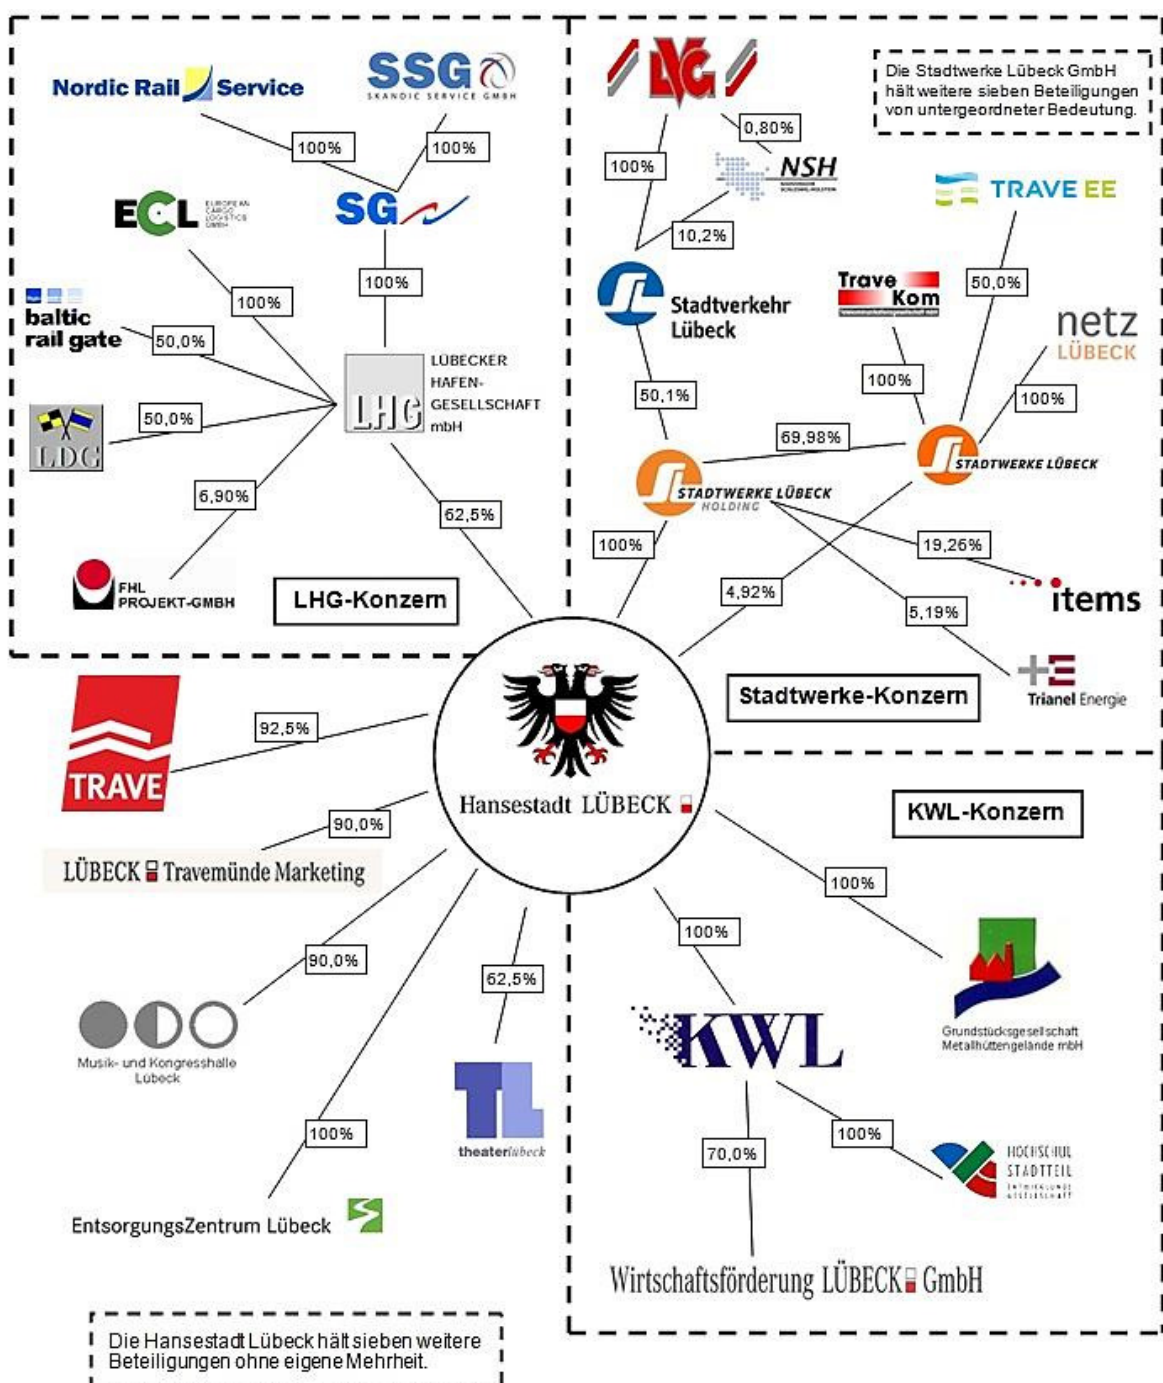 Nordic Rail Service
SSG
SKANDIC SERVICE GMBH
100%
100%
ECL
EUROPEAN
CARGO
LOGISTICS
GMBH
SG
100%
100%
baltic
rail gate
50,0%
LHG
LÜBECKER
HAFEN-
GESELLSCHAFT
mbH
LDG
50,0%
6,90%
62,5%
FHL
PROJEKT-GMBH
LHG-Konzern
LVG
Die Stadtwerke Lübeck GmbH
hält weitere sieben Beteiligungen
von untergeordneter Bedeutung.
0,80%
100%
NSH
TRAVE EE
10,2%
Stadtverkehr
Lübeck
Trave
Kom
50,0%
netz
LÜBECK
50,1%
100%
100%
69,98%
STADTWERKE LÜBECK
STADTWERKE LÜBECK
HOLDING
100%
19,26%
4,92%
items
5,19%
Trianel Energie
Stadtwerke-Konzern
TRAVE
92,5%
Hansestadt LÜBECK
90,0%
LÜBECK Travemünde Marketing
90,0%
Musik- und Kongresshalle
Lübeck
62,5%
theaterlübeck
100%
EntsorgungsZentrum Lübeck
KWL-Konzern
100%
100%
Grundstücksgesellschaft
Metallhüttengelände mbH
KWL
70,0%
100%
HOCHSCHUL
STADTTEIL
ENTWICKLUNGS
GESELLSCHAFT
Wirtschaftsförderung LÜBECK GmbH
Die Hansestadt Lübeck hält sieben weitere
Beteiligungen ohne eigene Mehrheit.